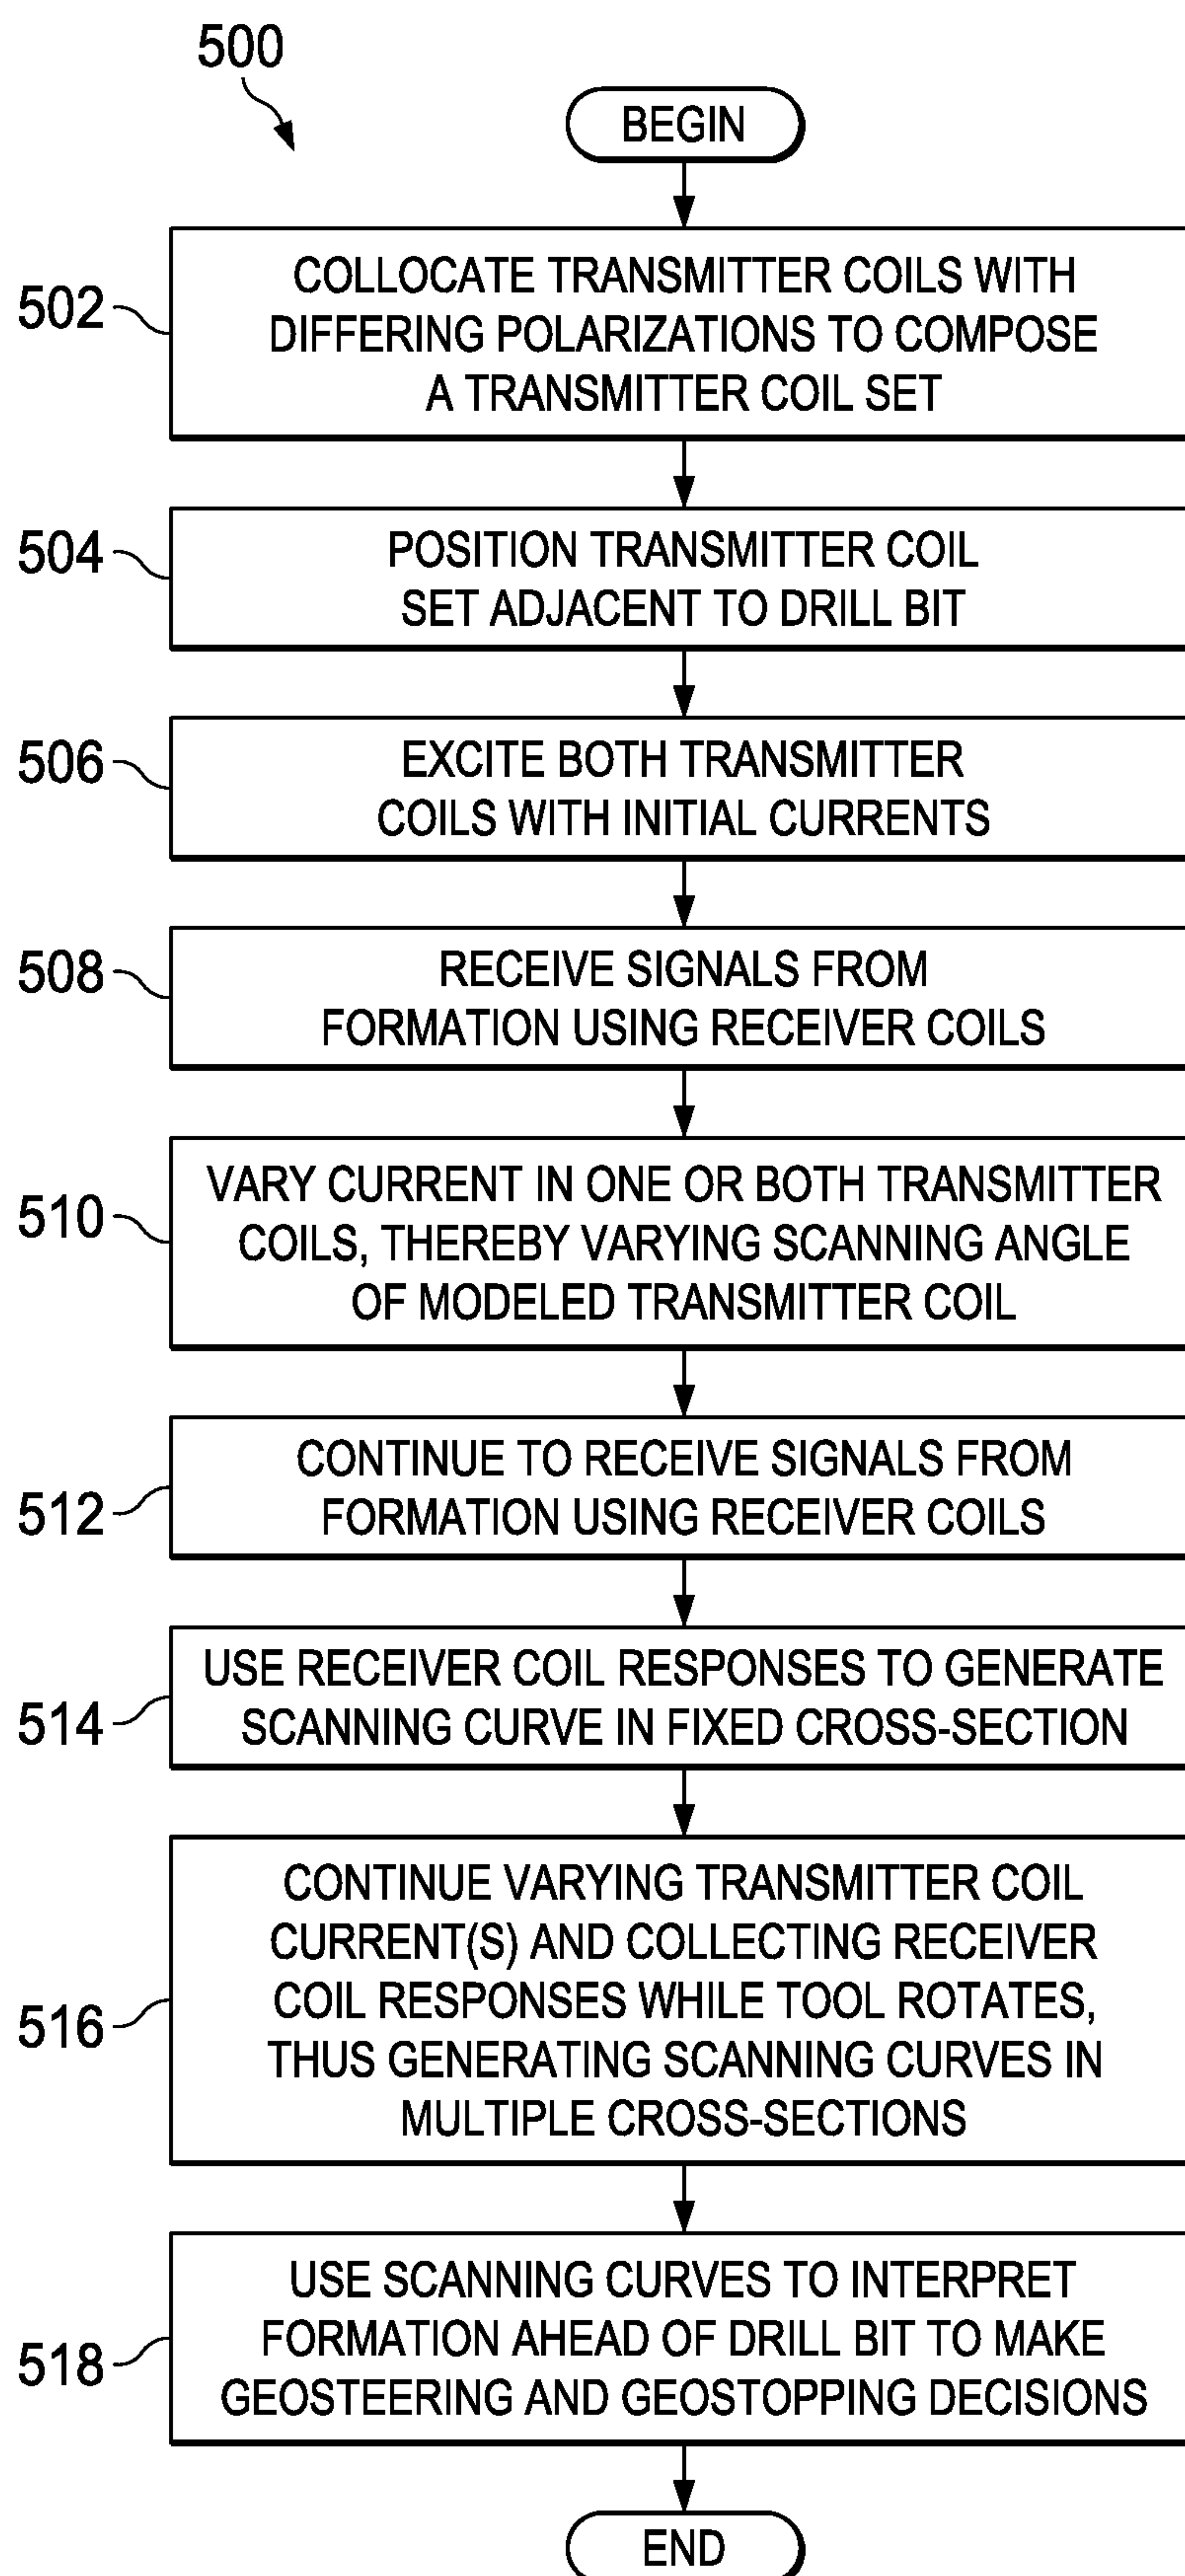 500
BEGIN
502
COLLOCATE TRANSMITTER COILS WITH
DIFFERING POLARIZATIONS TO COMPOSE
A TRANSMITTER COIL SET
504
POSITION TRANSMITTER COIL
SET ADJACENT TO DRILL BIT
506
EXCITE BOTH TRANSMITTER
COILS WITH INITIAL CURRENTS
508
RECEIVE SIGNALS FROM
FORMATION USING RECEIVER COILS
510
VARY CURRENT IN ONE OR BOTH TRANSMITTER
COILS, THEREBY VARYING SCANNING ANGLE
OF MODELED TRANSMITTER COIL
512
CONTINUE TO RECEIVE SIGNALS FROM
FORMATION USING RECEIVER COILS
514
USE RECEIVER COIL RESPONSES TO GENERATE
SCANNING CURVE IN FIXED CROSS-SECTION
516
CONTINUE VARYING TRANSMITTER COIL
CURRENT(S) AND COLLECTING RECEIVER
COIL RESPONSES WHILE TOOL ROTATES,
THUS GENERATING SCANNING CURVES IN
MULTIPLE CROSS-SECTIONS
518
USE SCANNING CURVES TO INTERPRET
FORMATION AHEAD OF DRILL BIT TO MAKE
GEOSTEERING AND GEOSTOPPING DECISIONS
END